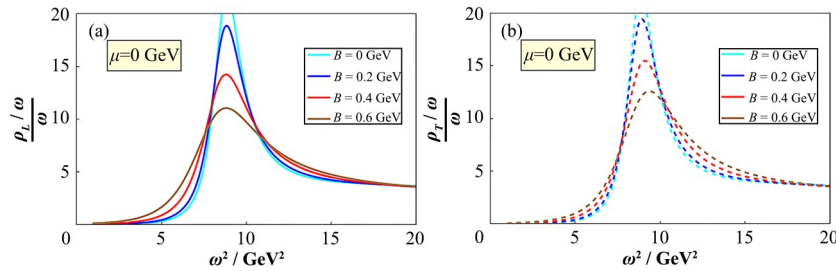 (a)
μ=0 GeV
B = 0 GeV
B = 0.2 GeV
B = 0.4 GeV
B = 0.6 GeV
20
15
10
5
0
5
10
15
20
ρL / ω
ω
ω² / GeV²
(b)
μ=0 GeV
B = 0 GeV
B = 0.2 GeV
B = 0.4 GeV
B = 0.6 GeV
20
15
10
5
0
5
10
15
20
ρT / ω
ω
ω² / GeV²